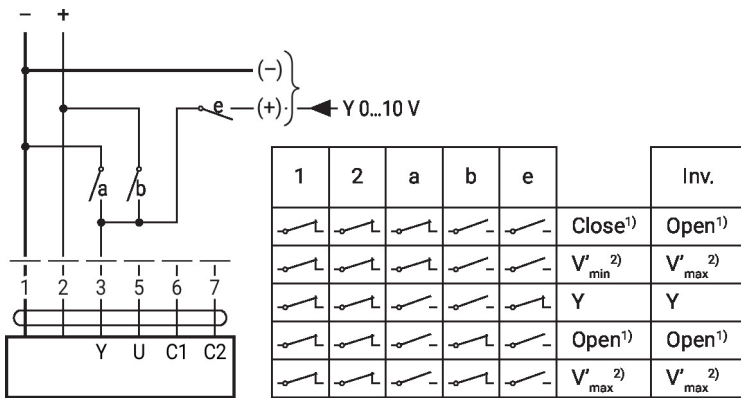 − +
(−)
e (+) Y 0...10 V
a b
1 2 3 5 6 7
Y U C1 C2
1 2 a b e Inv.
Close¹⁾ Open¹⁾
V'min²⁾ V'max²⁾
Y Y
Open¹⁾ Open¹⁾
V'max²⁾ V'max²⁾